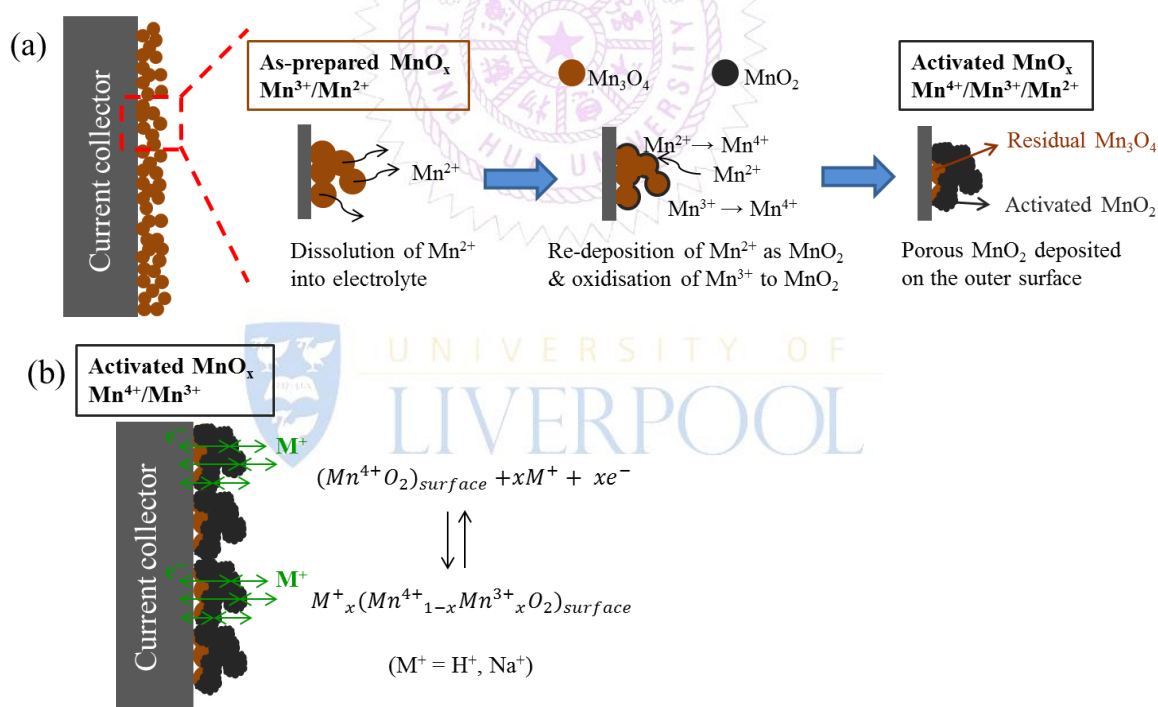 (a)
Current collector
As-prepared MnOₓ
Mn³⁺/Mn²⁺
Mn₃O₄
MnO₂
Activated MnOₓ
Mn⁴⁺/Mn³⁺/Mn²⁺
Mn²⁺
Mn²⁺→ Mn⁴⁺
Mn²⁺
Mn³⁺ → Mn⁴⁺
Residual Mn₃O₄
Activated MnO₂
Dissolution of Mn²⁺
into electrolyte
Re-deposition of Mn²⁺ as MnO₂
& oxidisation of Mn³⁺ to MnO₂
Porous MnO₂ deposited
on the outer surface
UNIVERSITY
UNIVERSITY OF
LIVERPOOL
(b)
Activated MnOₓ
Mn⁴⁺/Mn³⁺
Current collector
e⁻ M⁺
(Mn⁴⁺O₂)surface +xM⁺ + xe⁻
e⁻ M⁺
M⁺ₓ(Mn⁴⁺₁₋ₓMn³⁺ₓO₂)surface
(M⁺ = H⁺, Na⁺)